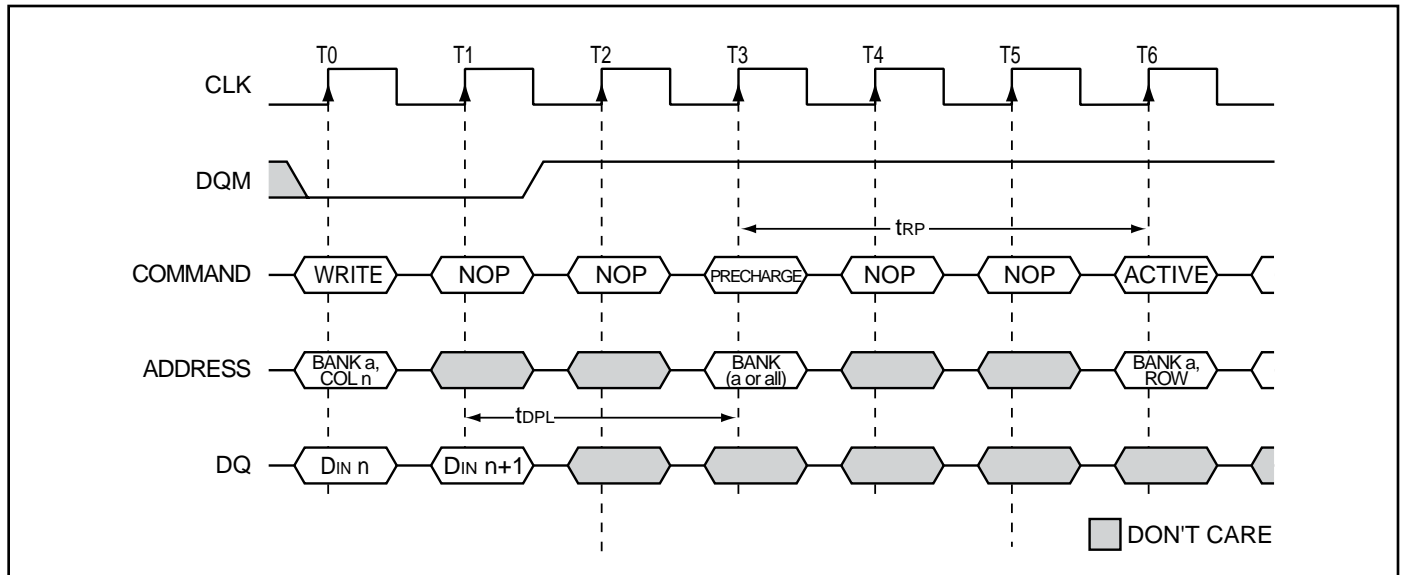 T0 T1 T2 T3 T4 T5 T6
CLK
DQM
tRP
COMMAND WRITE NOP NOP PRECHARGE NOP NOP ACTIVE
ADDRESS BANK a, COL n BANK (a or all) BANK a, ROW
tDPL
DQ DIN n DIN n+1
DON'T CARE